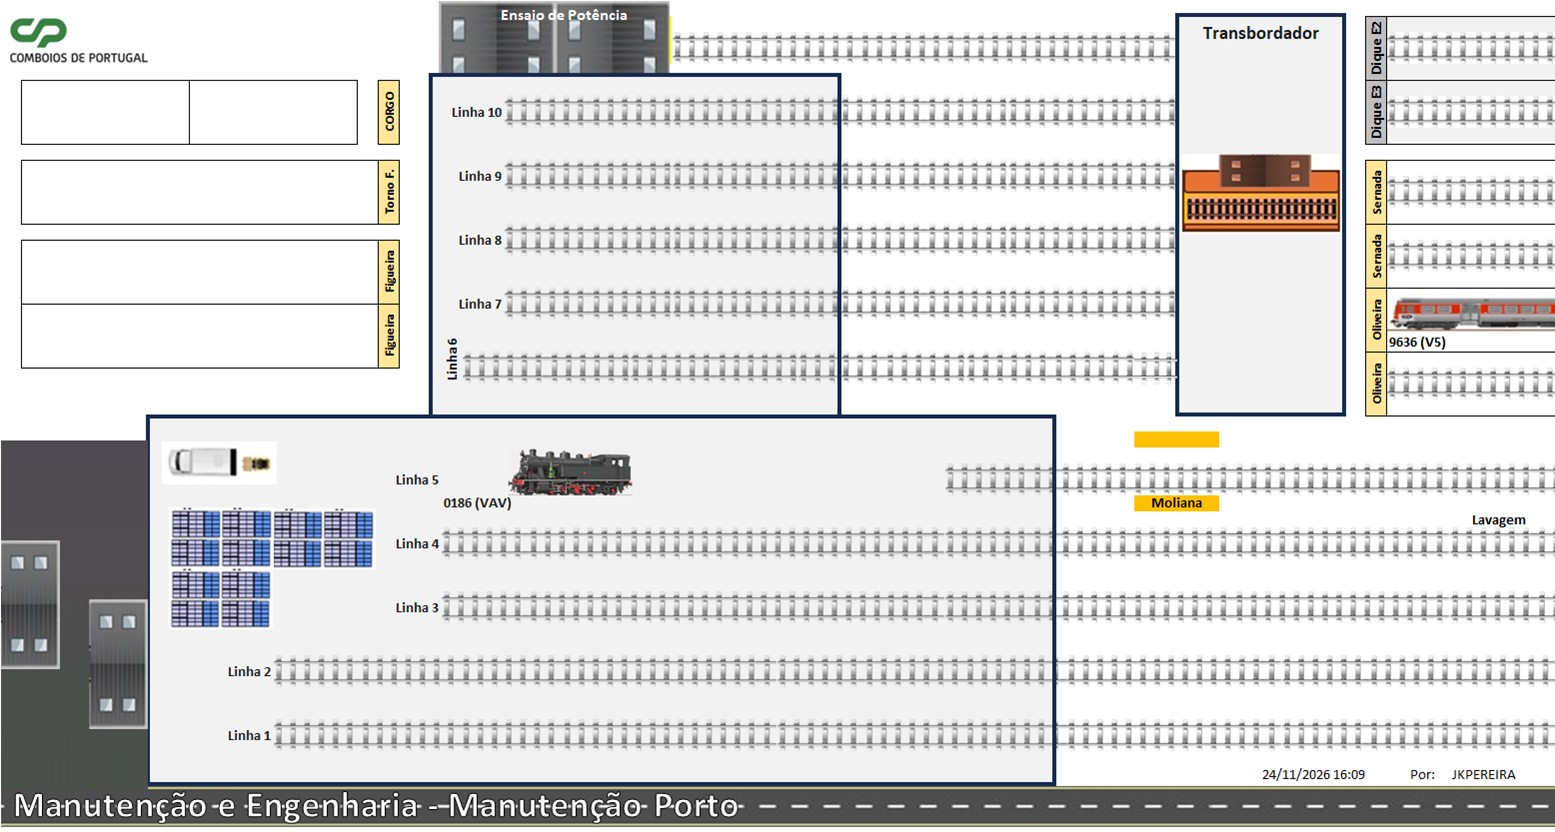 Ensaio de Potência
Transbordador
Dique E2
COMBOIOS DE PORTUGAL
CORGO
Linha 10
Dique E3
Torno F.
Linha 9
Sernada
Figueira
Linha 8
Sernada
Figueira
Linha 7
Oliveira
9636 (V5)
Linha 6
Oliveira
Linha 5
0186 (VAV)
Moliana
Lavagem
Linha 4
Linha 3
Linha 2
Linha 1
24/11/2026 16:09 Por: JKPEREIRA
Manutenção e Engenharia - Manutenção Porto